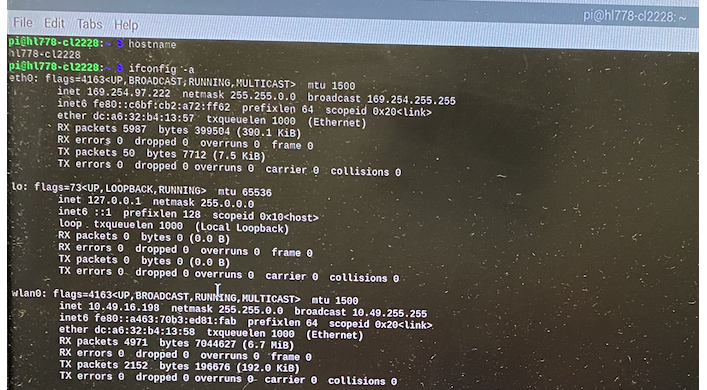 File Edit Tabs Help
pi@hl778-cl2228: ~
pi@hl778-cl2228:~ $ hostname
hl778-cl2228
pi@hl778-cl2228:~ $ ifconfig -a
eth0: flags=4163<UP,BROADCAST,RUNNING,MULTICAST> mtu 1500
inet 169.254.97.222 netmask 255.255.0.0 broadcast 169.254.255.255
inet6 fe80::c6bf:cb2:a72:ff62 prefixlen 64 scopeid 0x20<link>
ether dc:a6:32:b4:13:57 txqueuelen 1000 (Ethernet)
RX packets 5987 bytes 399504 (390.1 KiB)
RX errors 0 dropped 0 overruns 0 frame 0
TX packets 50 bytes 7712 (7.5 KiB)
TX errors 0 dropped 0 overruns 0 carrier 0 collisions 0
lo: flags=73<UP,LOOPBACK,RUNNING> mtu 65536
inet 127.0.0.1 netmask 255.0.0.0
inet6 ::1 prefixlen 128 scopeid 0x10<host>
loop txqueuelen 1000 (Local Loopback)
RX packets 0 bytes 0 (0.0 B)
RX errors 0 dropped 0 overruns 0 frame 0
TX packets 0 bytes 0 (0.0 B)
TX errors 0 dropped 0 overruns 0 carrier 0 collisions 0
wlan0: flags=4163<UP,BROADCAST,RUNNING,MULTICAST> mtu 1500
inet 10.49.16.198 netmask 255.255.0.0 broadcast 10.49.255.255
inet6 fe80::a463:70b3:ed81:fab prefixlen 64 scopeid 0x20<link>
ether dc:a6:32:b4:13:58 txqueuelen 1000 (Ethernet)
RX packets 4971 bytes 7044627 (6.7 MiB)
RX errors 0 dropped 0 overruns 0 frame 0
TX packets 2152 bytes 196676 (192.0 KiB)
TX errors 0 dropped 0 overruns 0 carrier 0 collisions 0